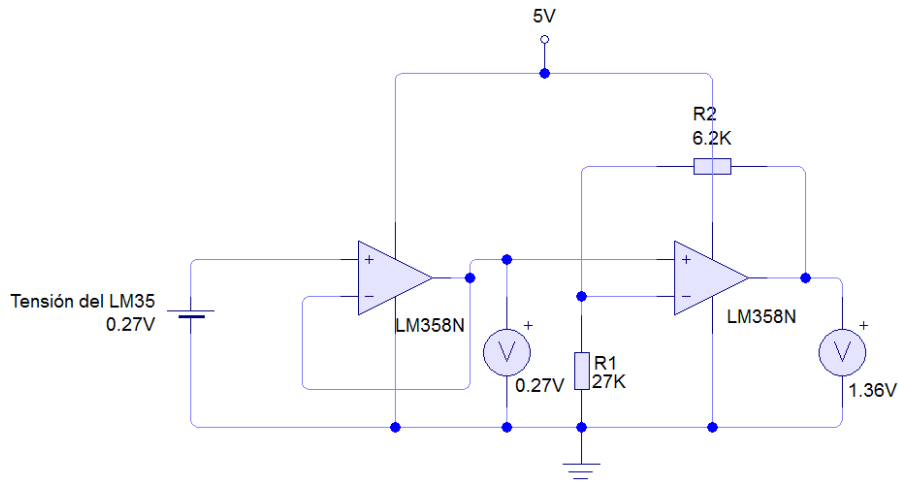 5V
R2
6.2K
+
−
LM358N
Tensión del LM35
0.27V
+
V
0.27V
R1
27K
+
−
LM358N
+
V
1.36V